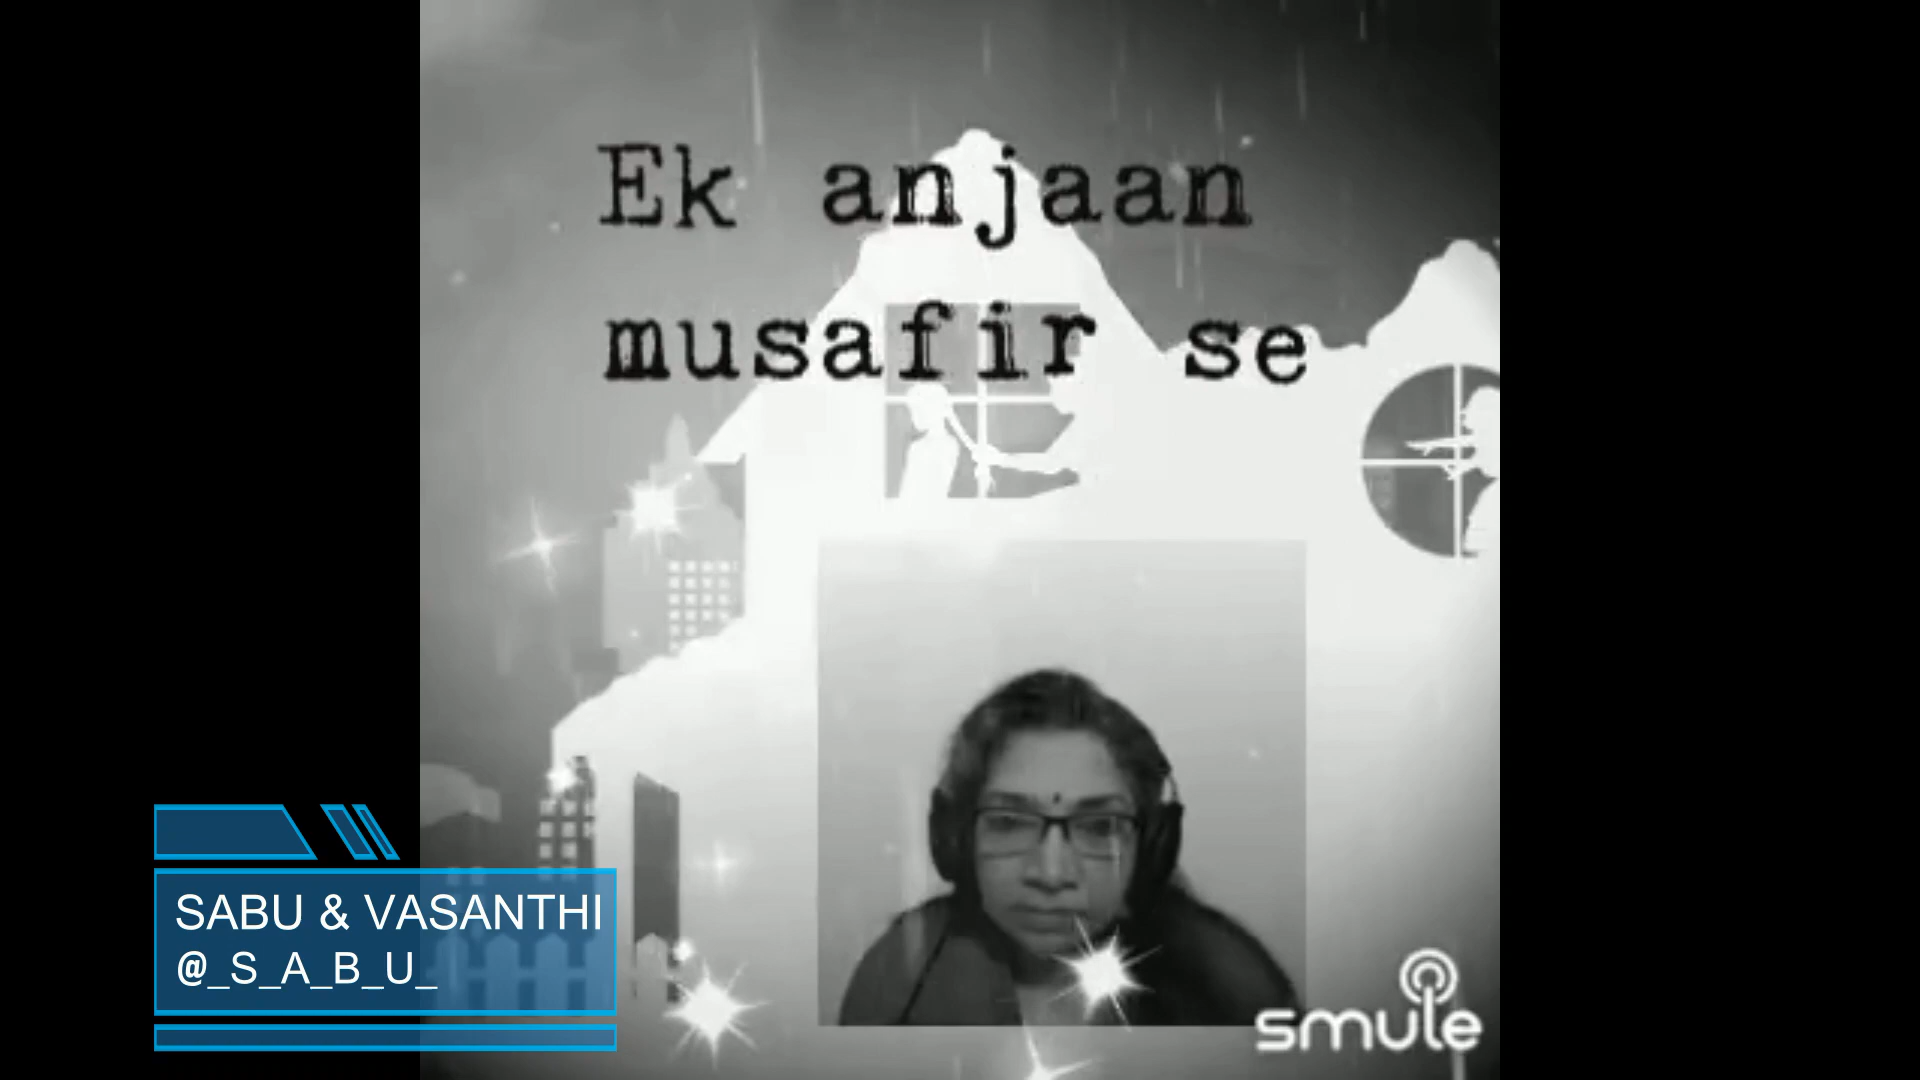 Ek anjaan
musafir se
SABU & VASANTHI
@_S_A_B_U_
smule